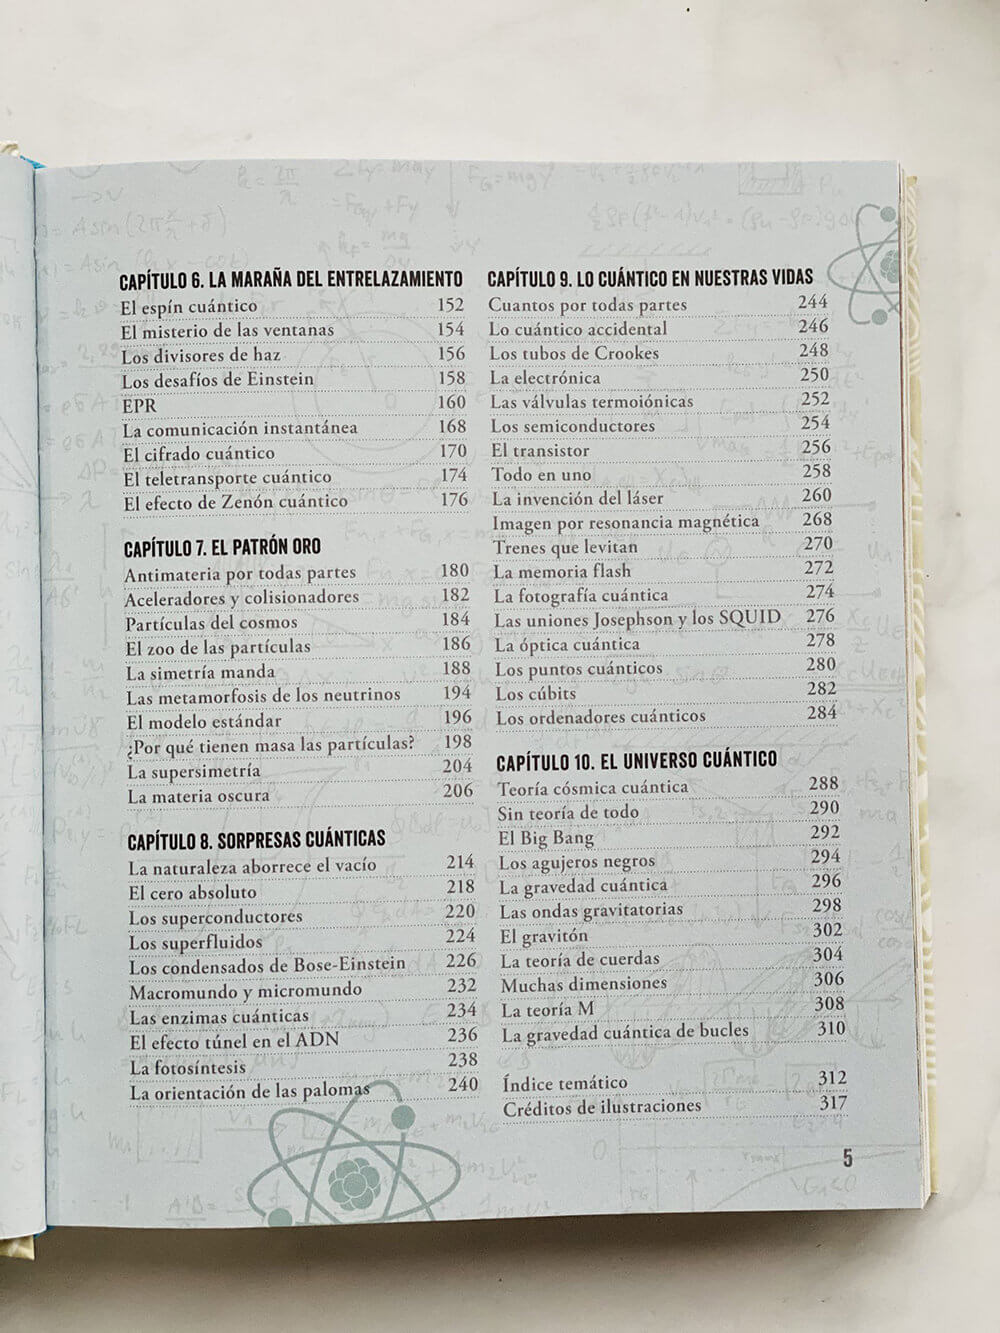 CAPÍTULO 6. LA MARAÑA DEL ENTRELAZAMIENTO
El espín cuántico 152
El misterio de las ventanas 154
Los divisores de haz 156
Los desafíos de Einstein 158
EPR 160
La comunicación instantánea 168
El cifrado cuántico 170
El teletransporte cuántico 174
El efecto de Zenón cuántico 176
CAPÍTULO 7. EL PATRÓN ORO
Antimateria por todas partes 180
Aceleradores y colisionadores 182
Partículas del cosmos 184
El zoo de las partículas 186
La simetría manda 188
Las metamorfosis de los neutrinos 194
El modelo estándar 196
¿Por qué tienen masa las partículas? 198
La supersimetría 204
La materia oscura 206
CAPÍTULO 8. SORPRESAS CUÁNTICAS
La naturaleza aborrece el vacío 214
El cero absoluto 218
Los superconductores 220
Los superfluidos 224
Los condensados de Bose-Einstein 226
Macromundo y micromundo 232
Las enzimas cuánticas 234
El efecto túnel en el ADN 236
La fotosíntesis 238
La orientación de las palomas 240
CAPÍTULO 9. LO CUÁNTICO EN NUESTRAS VIDAS
Cuantos por todas partes 244
Lo cuántico accidental 246
Los tubos de Crookes 248
La electrónica 250
Las válvulas termoiónicas 252
Los semiconductores 254
El transistor 256
Todo en uno 258
La invención del láser 260
Imagen por resonancia magnética 268
Trenes que levitan 270
La memoria flash 272
La fotografía cuántica 274
Las uniones Josephson y los SQUID 276
La óptica cuántica 278
Los puntos cuánticos 280
Los cúbits 282
Los ordenadores cuánticos 284
CAPÍTULO 10. EL UNIVERSO CUÁNTICO
Teoría cósmica cuántica 288
Sin teoría de todo 290
El Big Bang 292
Los agujeros negros 294
La gravedad cuántica 296
Las ondas gravitatorias 298
El gravitón 302
La teoría de cuerdas 304
Muchas dimensiones 306
La teoría M 308
La gravedad cuántica de bucles 310
Índice temático 312
Créditos de ilustraciones 317
5